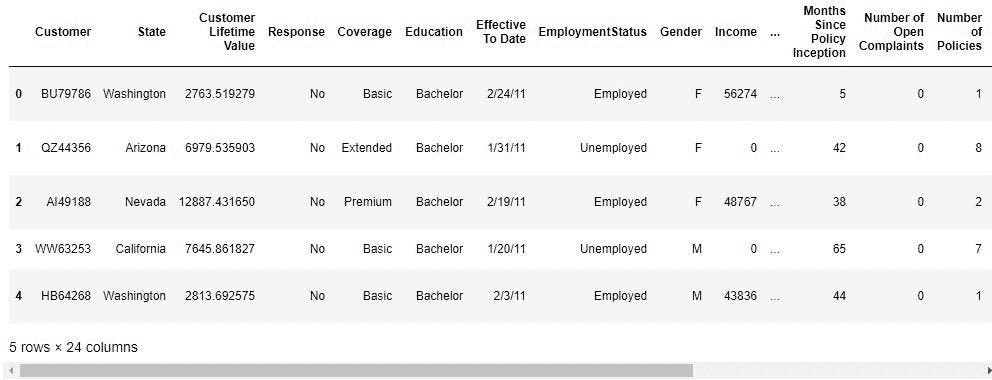 Customer State Customer Lifetime Value Response Coverage Education Effective To Date EmploymentStatus Gender Income ... Months Since Policy Inception Number of Open Complaints Number of Policies
0 BU79786 Washington 2763.519279 No Basic Bachelor 2/24/11 Employed F 56274 ... 5 0 1
1 QZ44356 Arizona 6979.535903 No Extended Bachelor 1/31/11 Unemployed F 0 ... 42 0 8
2 AI49188 Nevada 12887.431650 No Premium Bachelor 2/19/11 Employed F 48767 ... 38 0 2
3 WW63253 California 7645.861827 No Basic Bachelor 1/20/11 Unemployed M 0 ... 65 0 7
4 HB64268 Washington 2813.692575 No Basic Bachelor 2/3/11 Employed M 43836 ... 44 0 1
5 rows × 24 columns